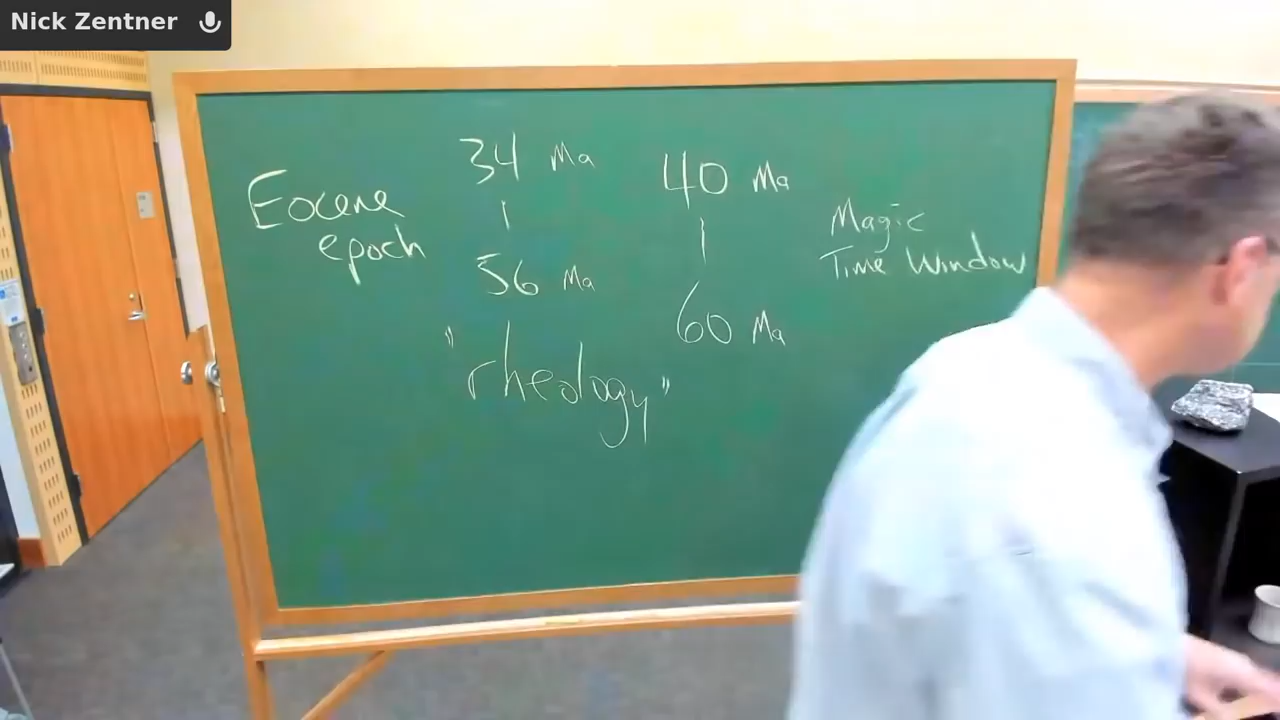 Nick Zentner
Eocene
epoch
34 Ma
|
56 Ma
40 Ma
|
60 Ma
Magic
Time Window
"rheology"